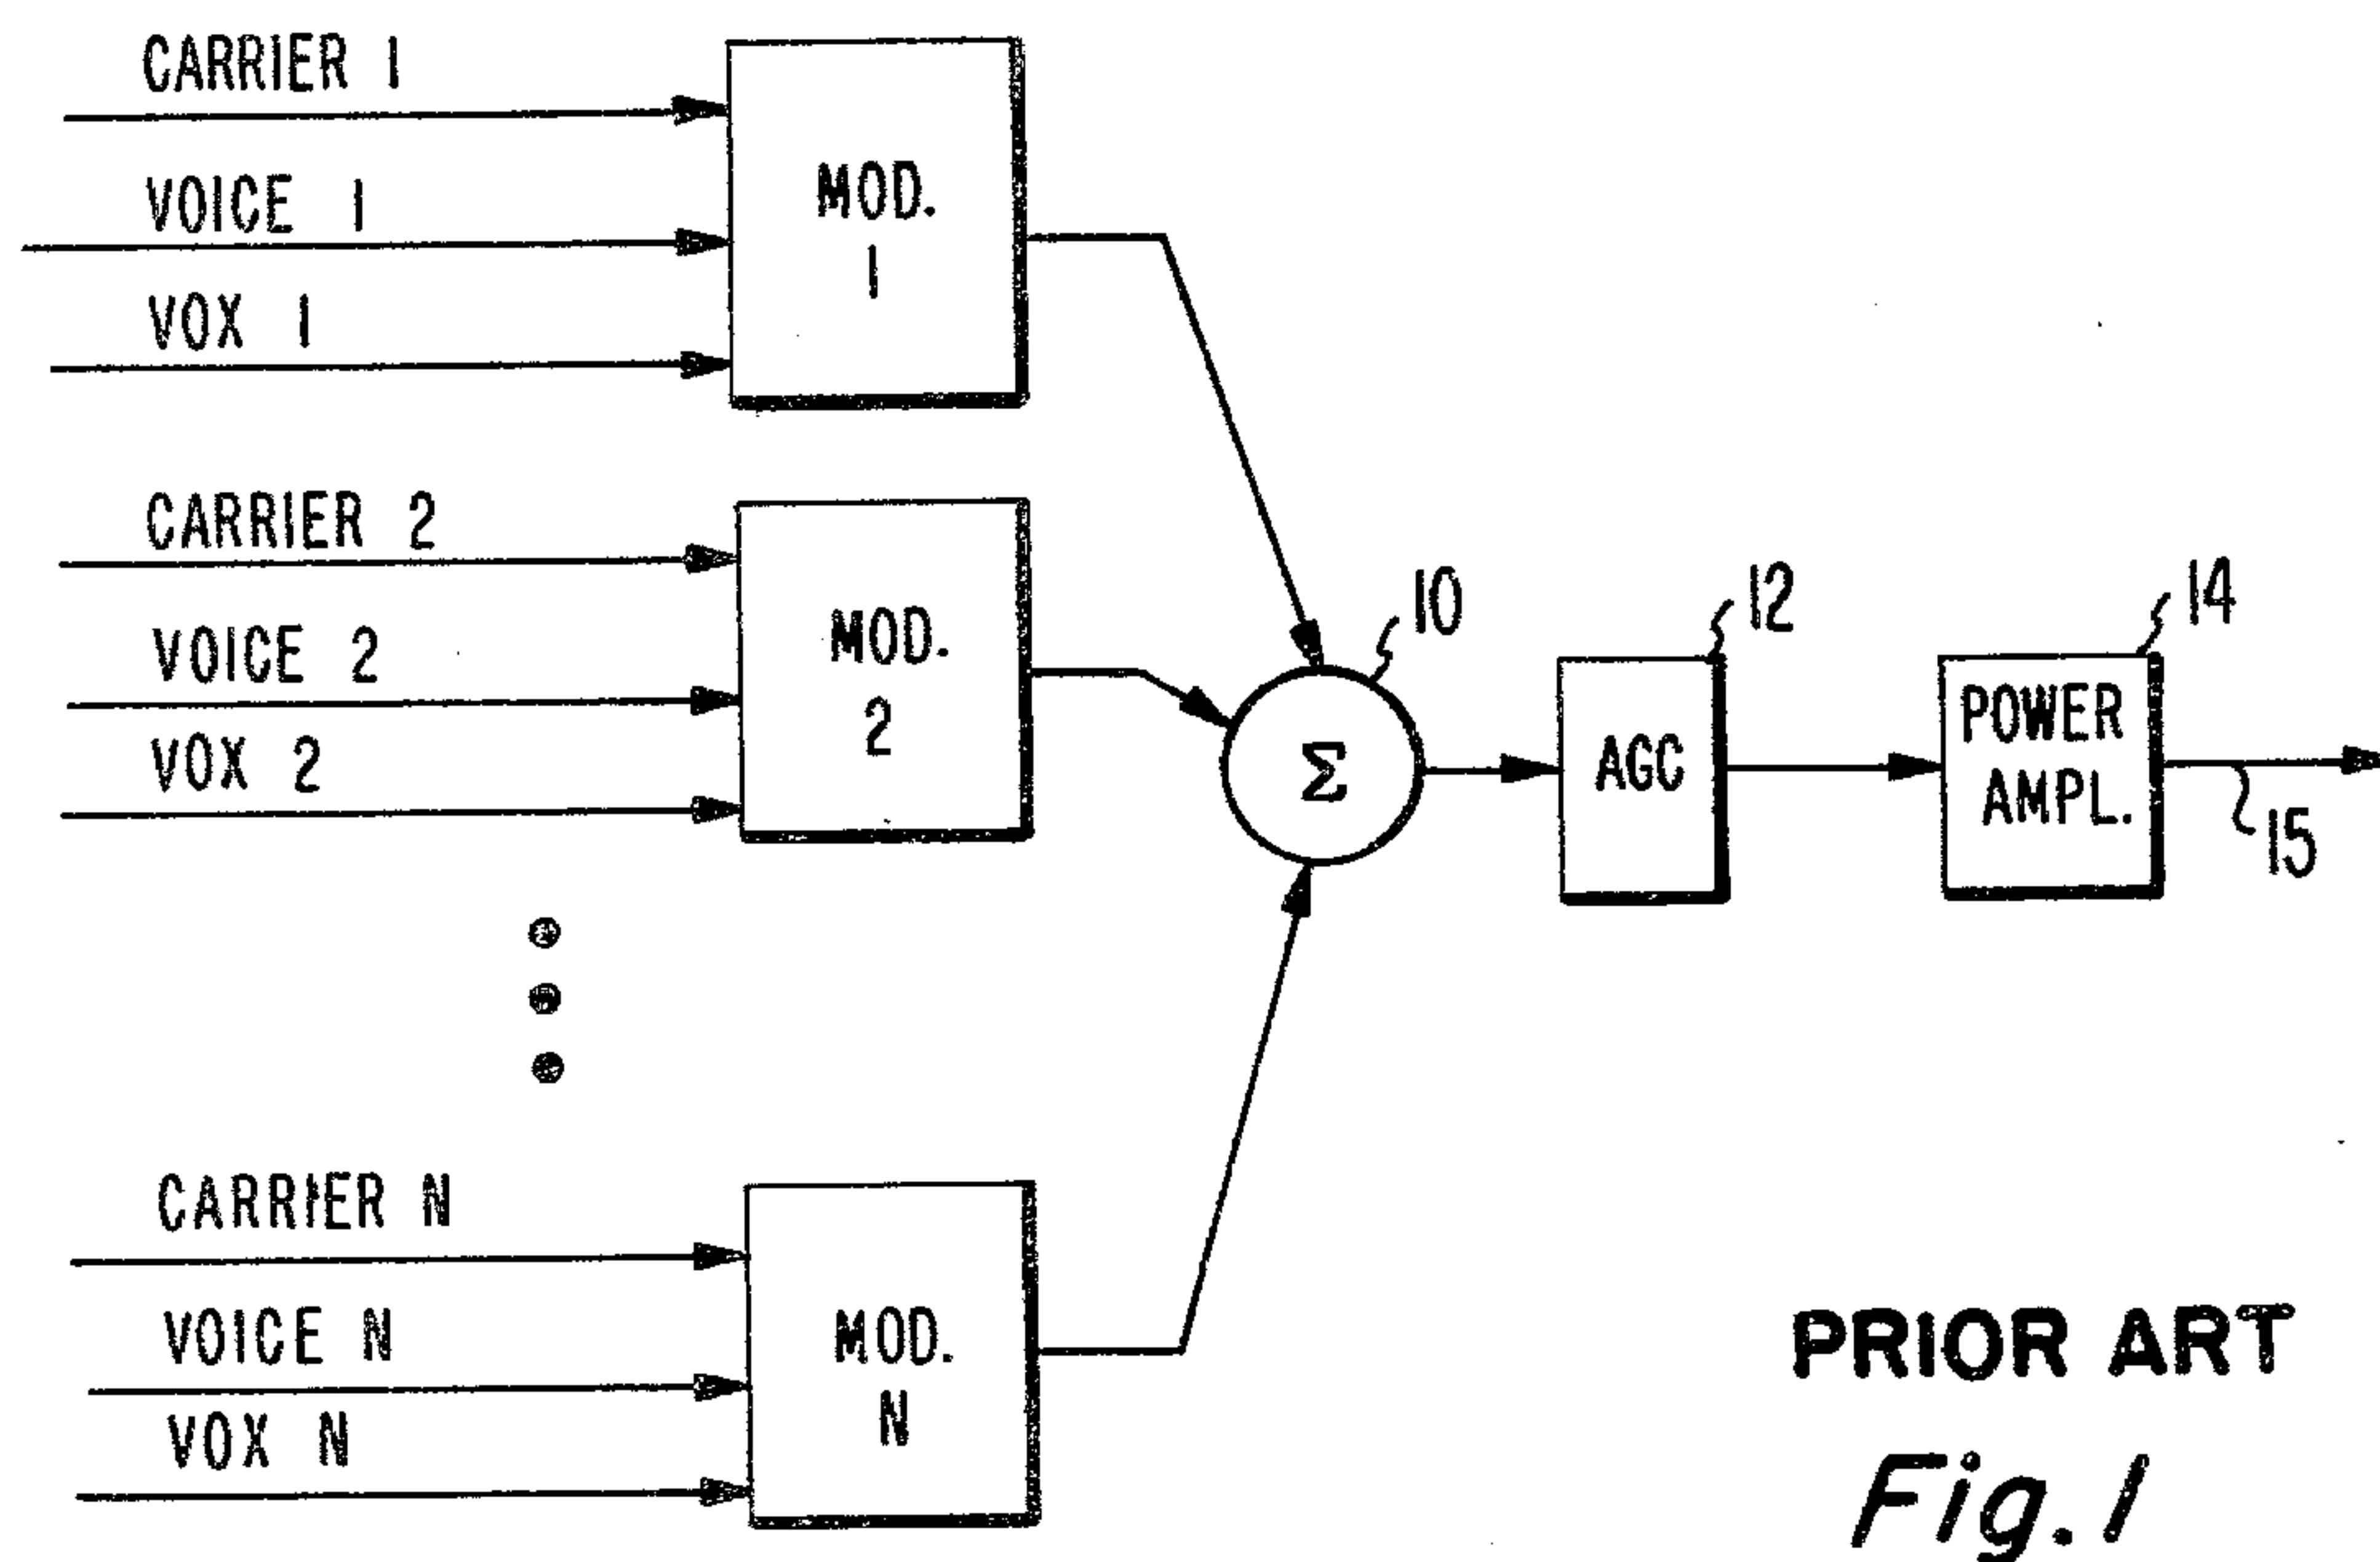 CARRIER 1
VOICE 1
VOX 1
MOD.
1
CARRIER 2
VOICE 2
VOX 2
MOD.
2
10
Σ
12
AGC
14
POWER
AMPL.
15
CARRIER N
VOICE N
VOX N
MOD.
N
PRIOR ART
Fig. 1